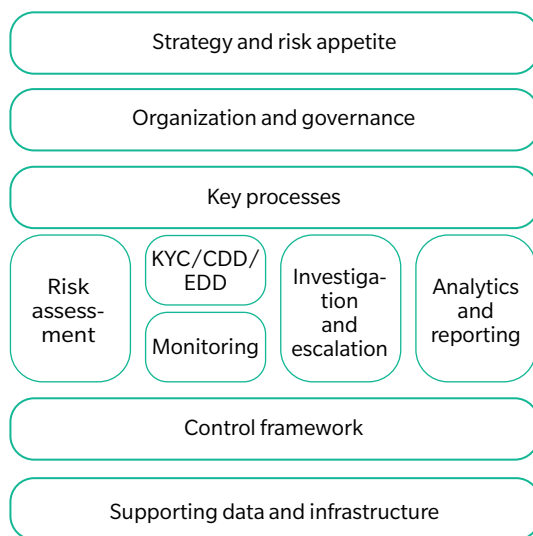 Strategy and risk appetite
Organization and governance
Key processes
Risk
assess-
ment
KYC/CDD/
EDD
Monitoring
Investiga-
tion
and
escalation
Analytics
and
reporting
Control framework
Supporting data and infrastructure